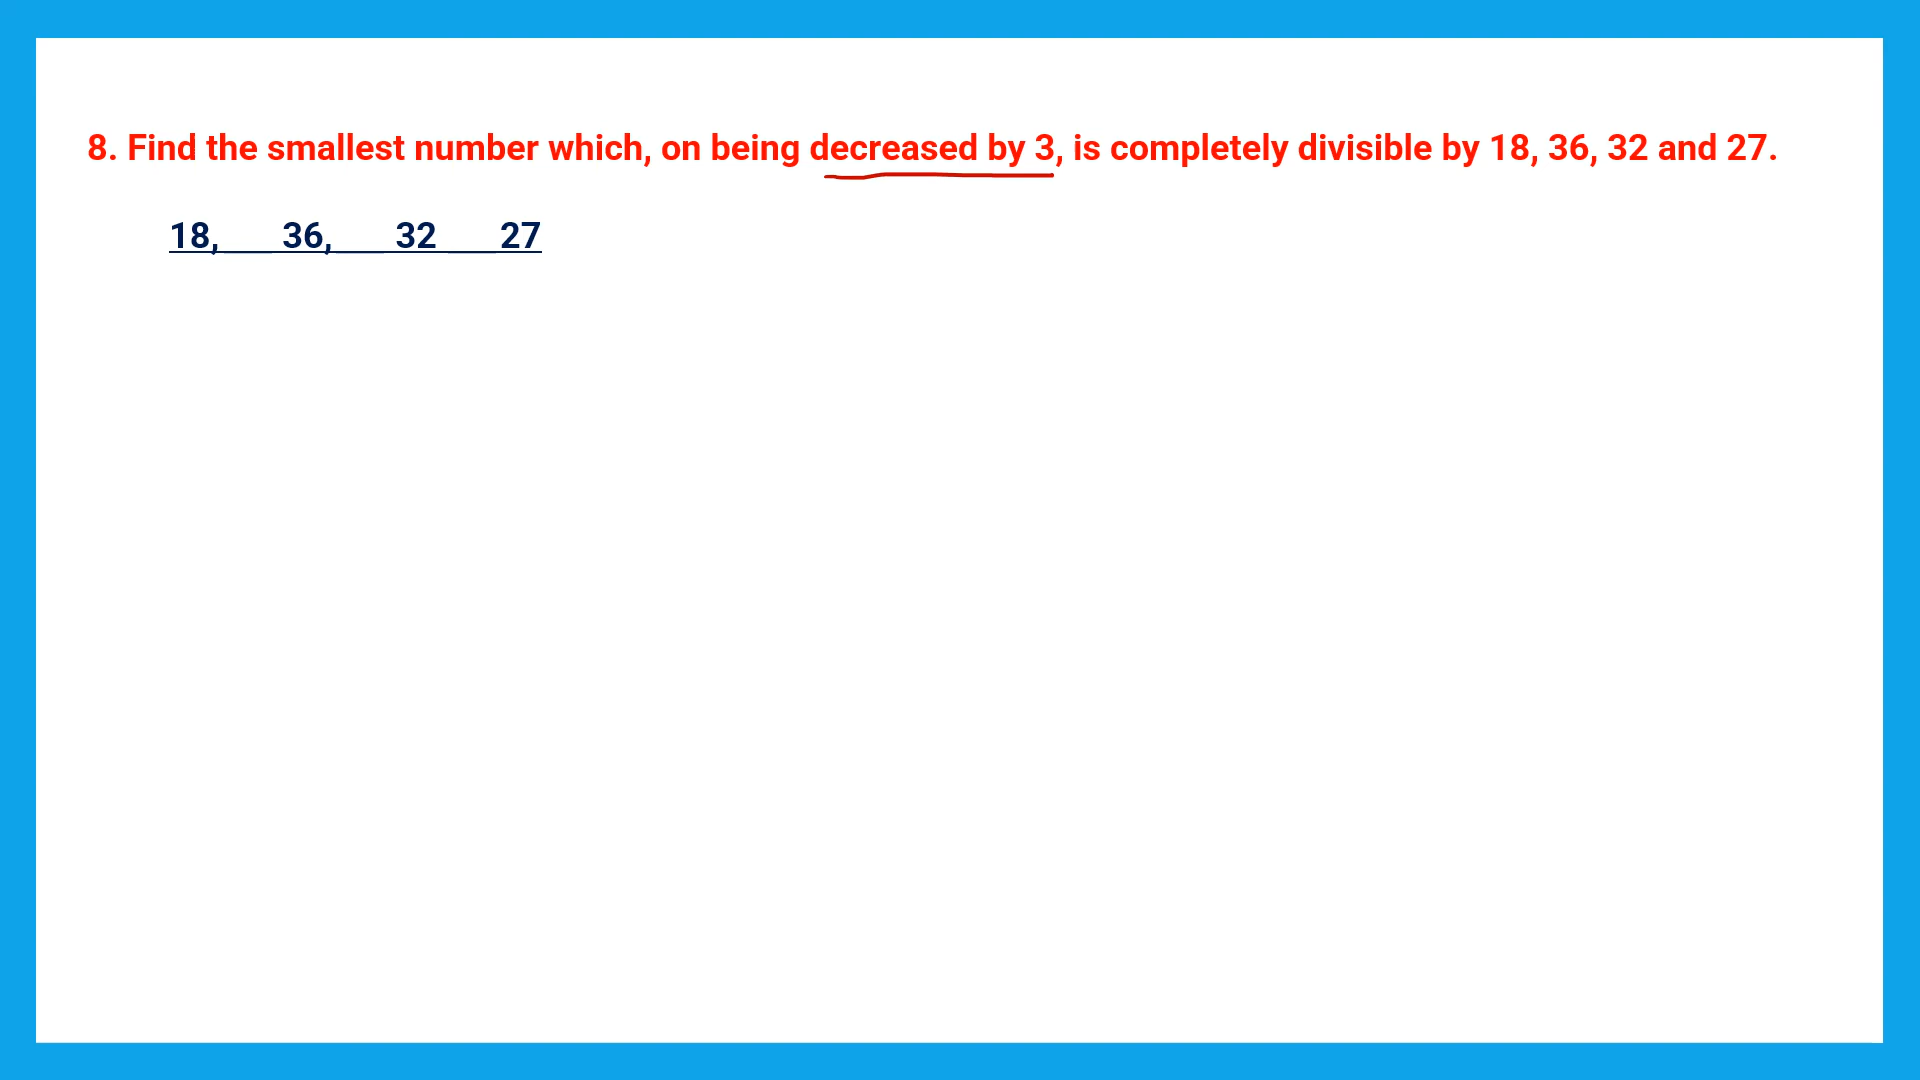 8. Find the smallest number which, on being decreased by 3, is completely divisible by 18, 36, 32 and 27.
18, 36, 32 27